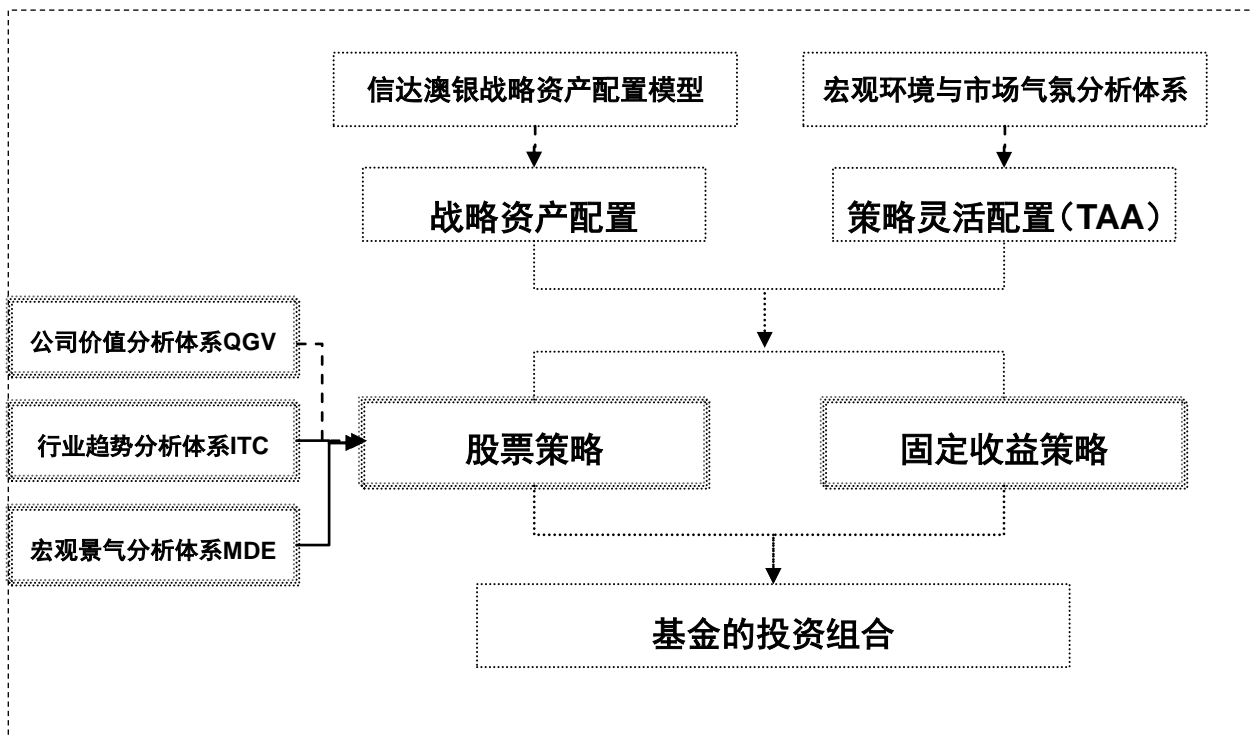 信达澳银战略资产配置模型
宏观环境与市场气氛分析体系
战略资产配置
策略灵活配置（TAA）
公司价值分析体系QGV
行业趋势分析体系ITC
股票策略
固定收益策略
宏观景气分析体系MDE
基金的投资组合